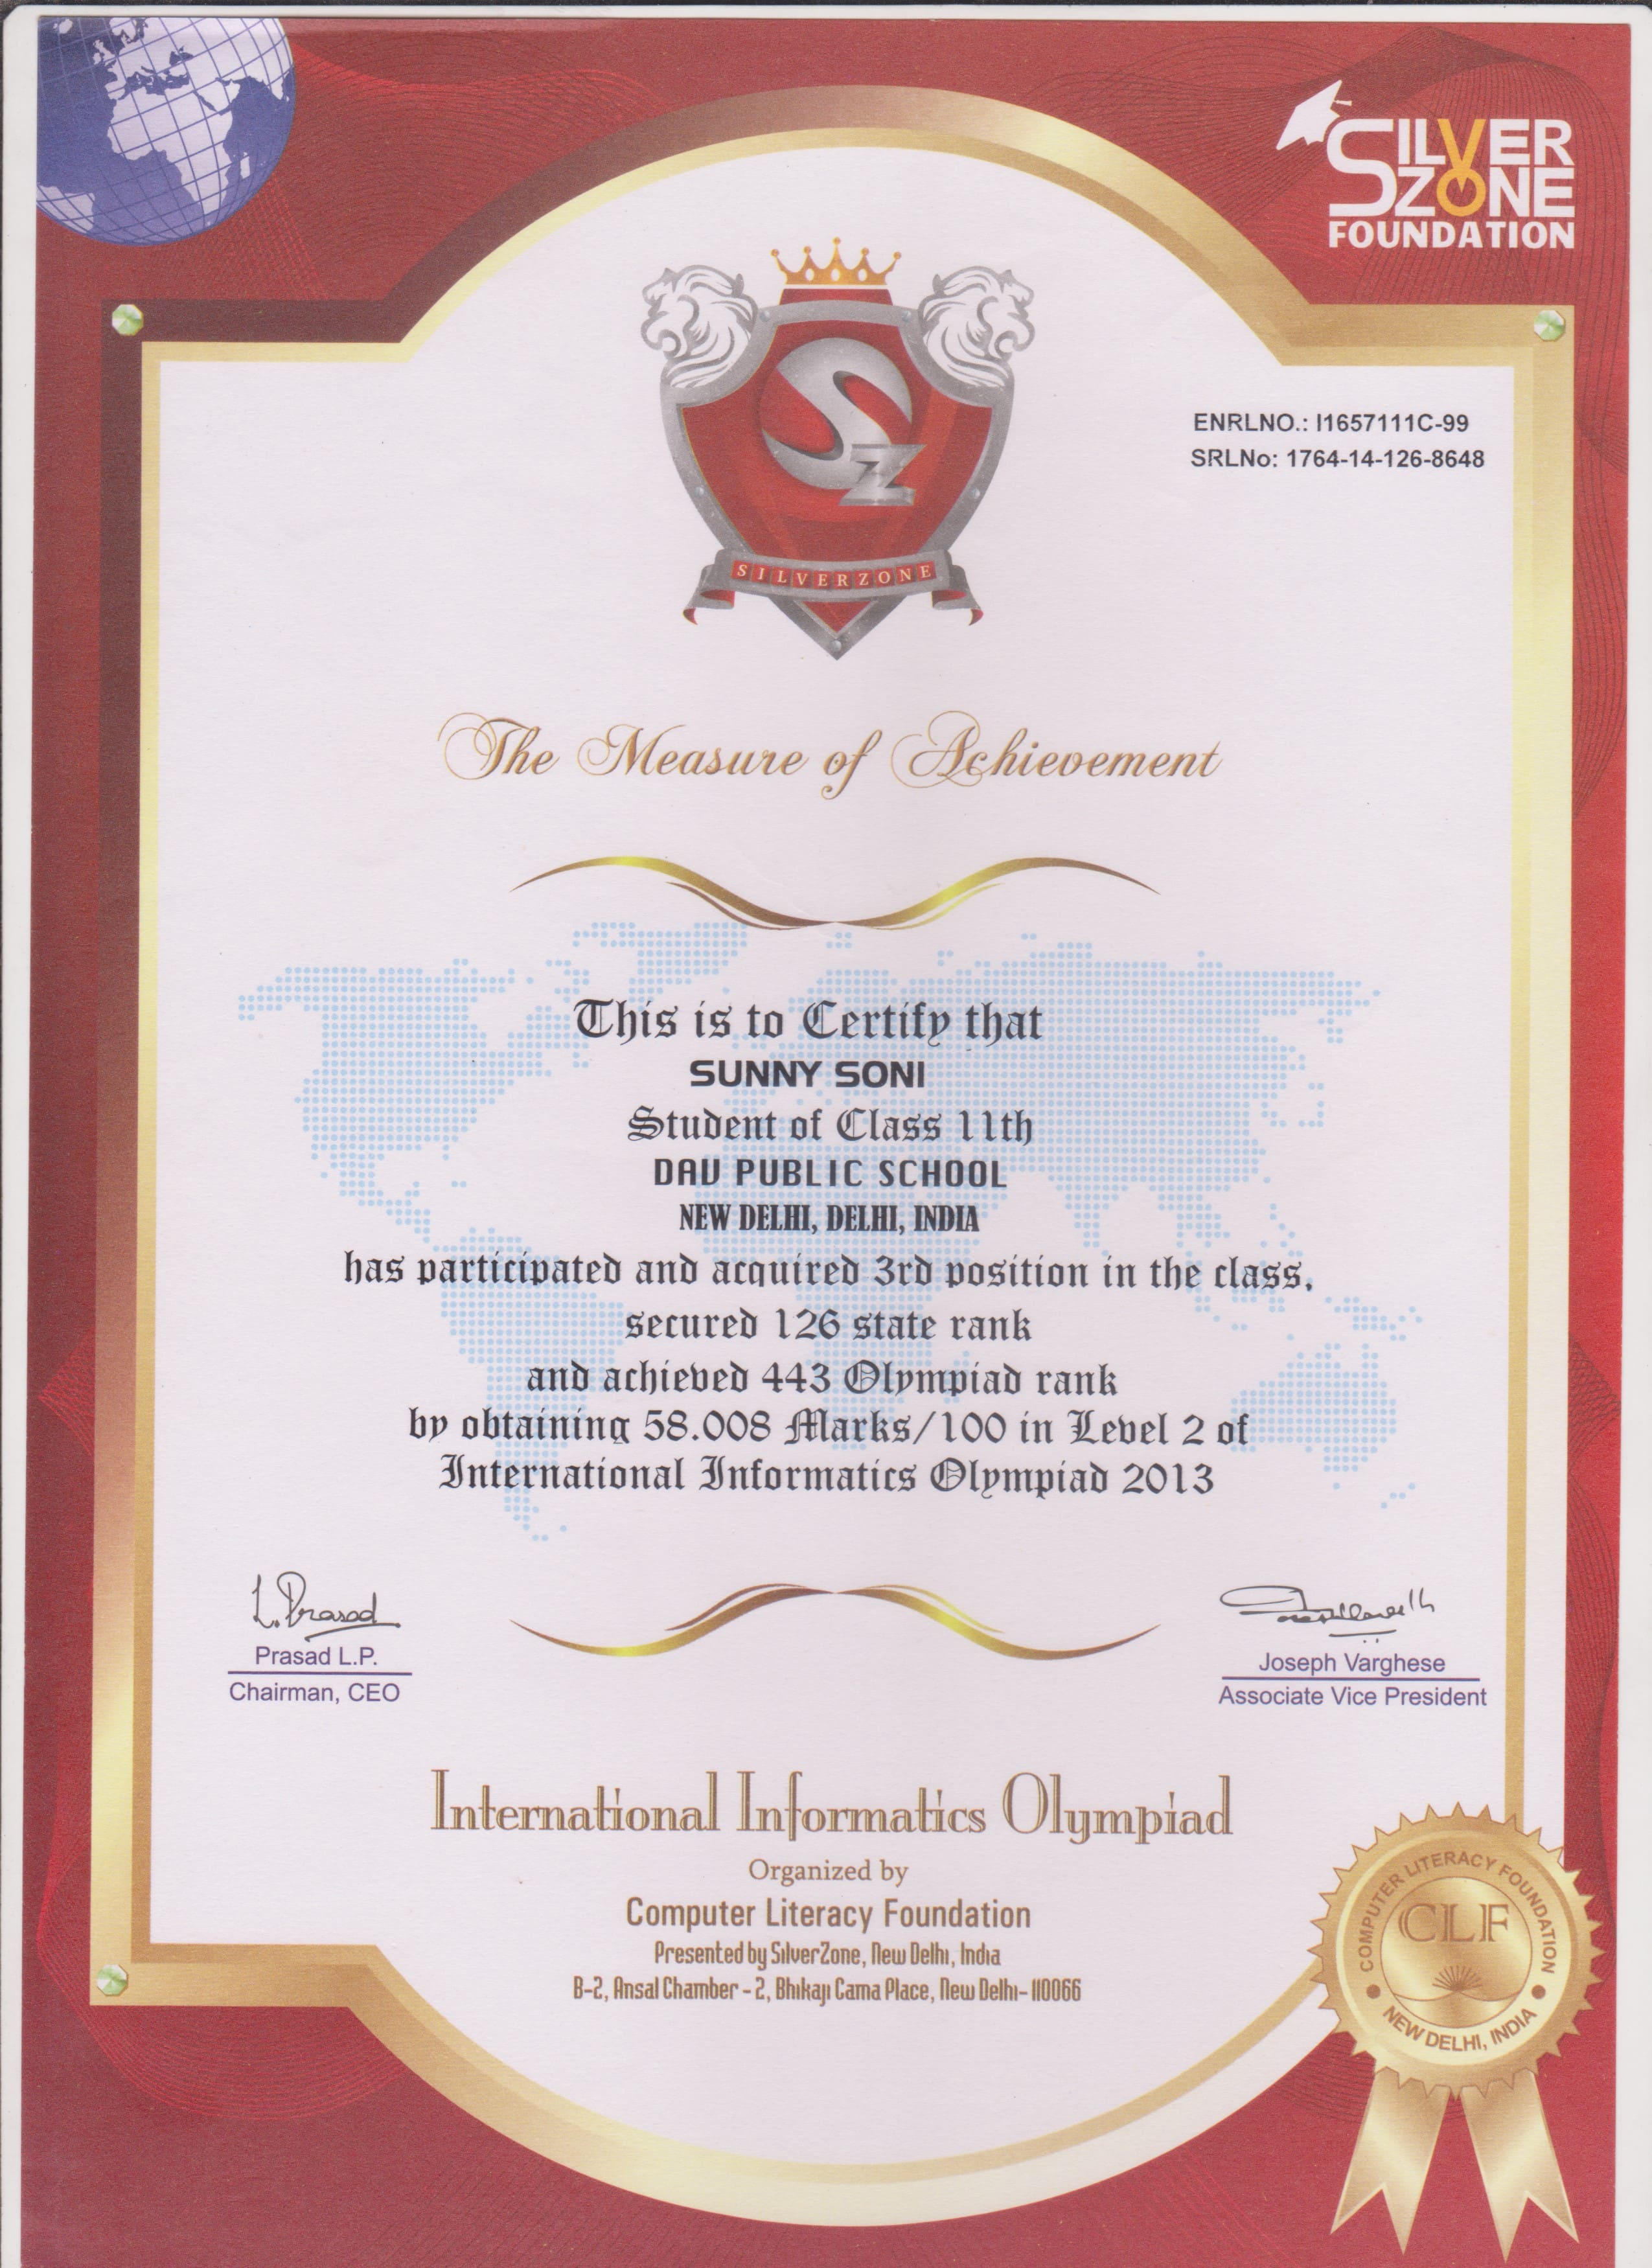 SILVER
ZONE
FOUNDATION
ENRLNO.: I1657111C-99
SRLNo: 1764-14-126-8648
SZ
SILVERZONE
The Measure of Achievement
This is to Certify that
SUNNY SONI
Student of Class 11th
DAV PUBLIC SCHOOL
NEW DELHI, DELHI, INDIA
has participated and acquired 3rd position in the class,
secured 126 state rank
and achieved 443 Olympiad rank
by obtaining 58.008 Marks/100 in Level 2 of
International Informatics Olympiad 2013
L. Prasad
Prasad L.P.
Chairman, CEO
Joseph Varghese
Associate Vice President
International Informatics Olympiad
Organized by
Computer Literacy Foundation
Presented by SilverZone, New Delhi, India
B-2, Ansal Chamber - 2, Bhikaji Cama Place, New Delhi- 110066
COMPUTER LITERACY FOUNDATION
CLF
NEW DELHI, INDIA